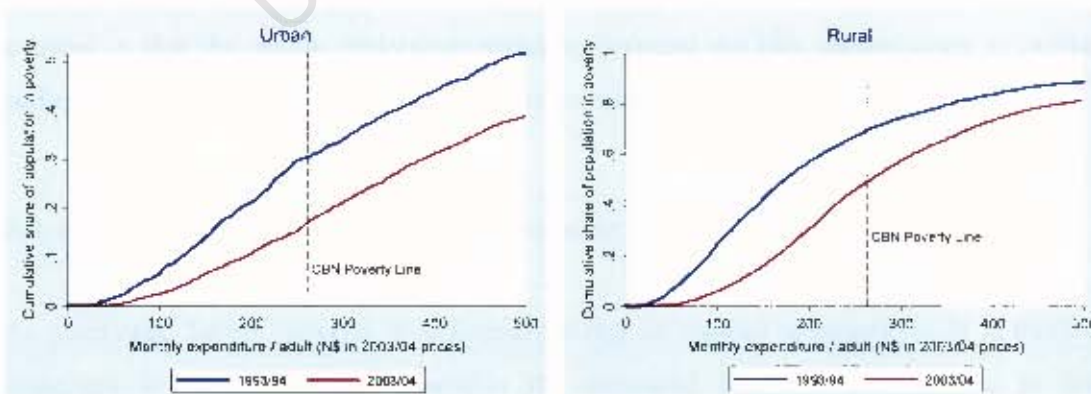 Urban
Cumulative share of population in poverty
.5
.4
.3
.2
.1
0
CBN Poverty Line
0 100 200 300 400 500
Monthly expenditure / adult (N$ in 2003/04 prices)
1993/94 2003/04
Rural
Cumulative share of population in poverty
1
.8
.6
.4
.2
0
CBN Poverty Line
0 100 200 300 400 500
Monthly expenditure / adult (N$ in 2003/04 prices)
1993/94 2003/04